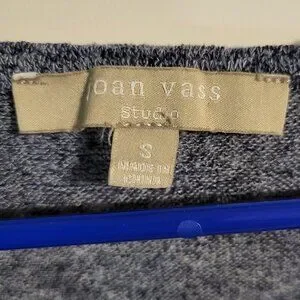 joan vass
studio
S
MADE IN
CHINA